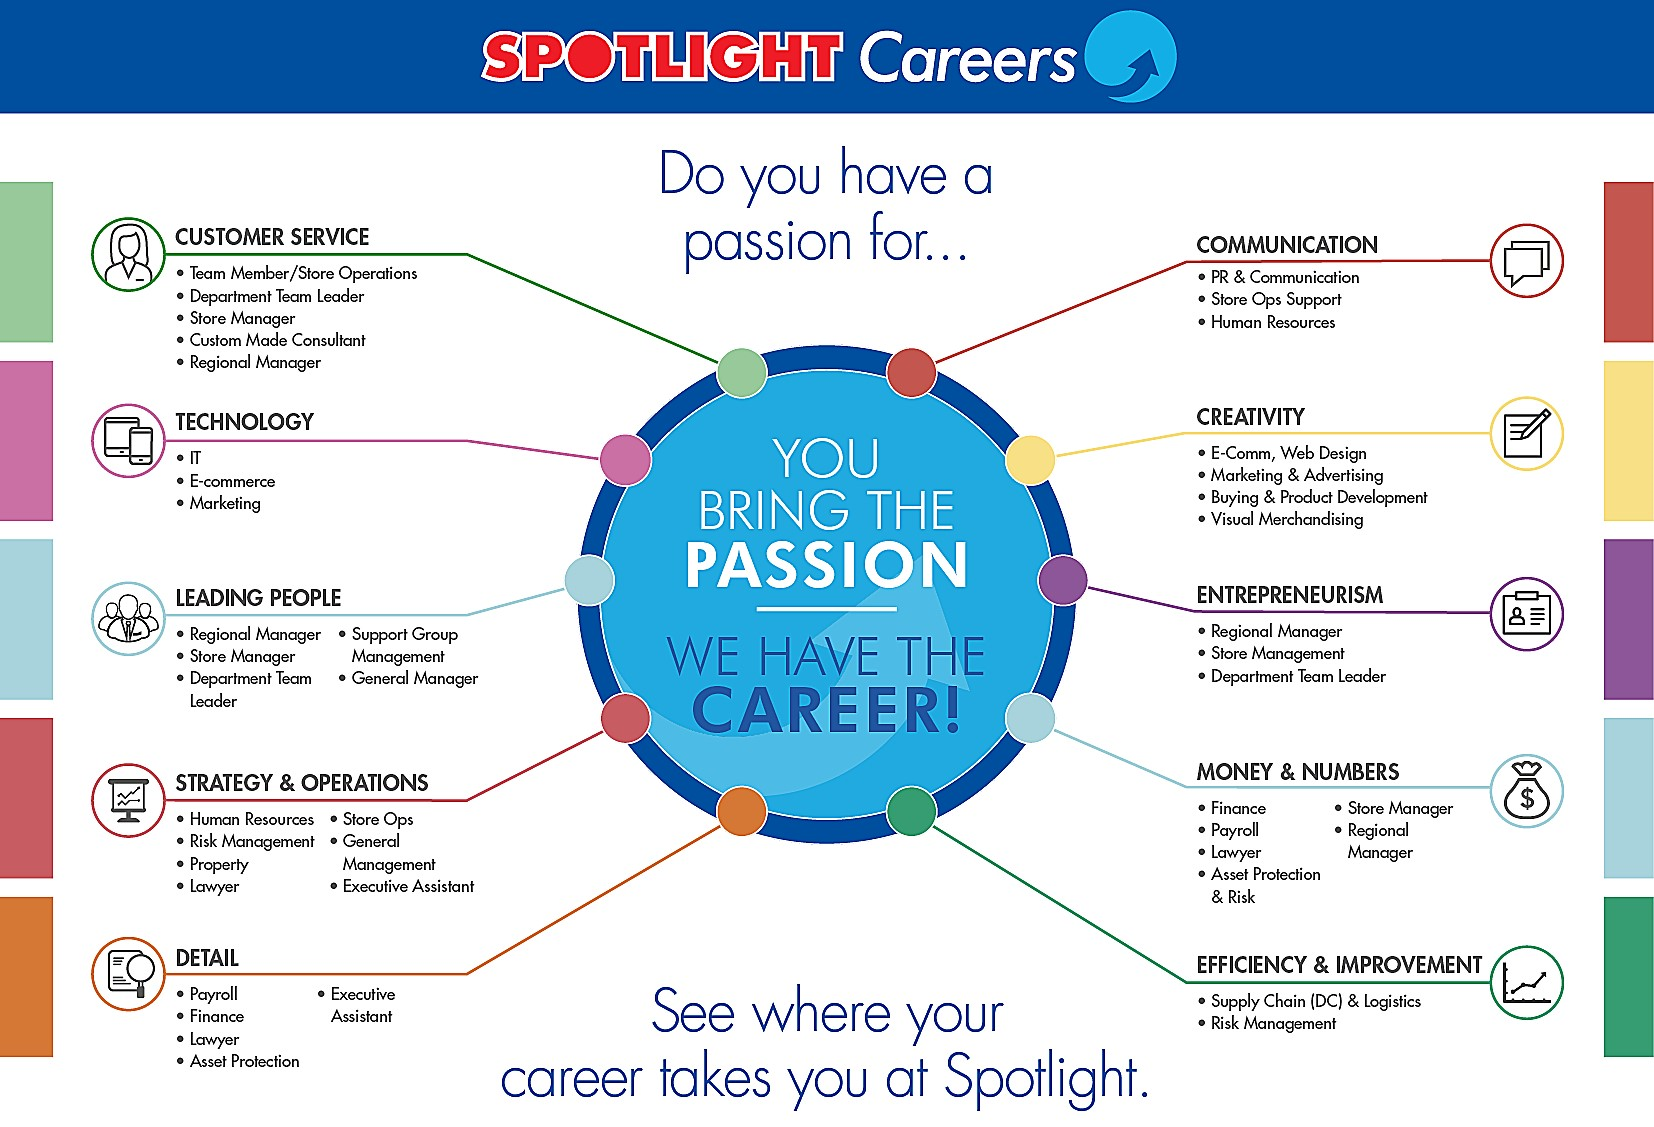 SPOTLIGHT Careers
Do you have a
passion for...
CUSTOMER SERVICE
• Team Member/Store Operations
• Department Team Leader
• Store Manager
• Custom Made Consultant
• Regional Manager
TECHNOLOGY
• IT
• E-commerce
• Marketing
LEADING PEOPLE
• Regional Manager
• Store Manager
• Department Team
Leader
• Support Group
Management
• General Manager
STRATEGY & OPERATIONS
• Human Resources
• Risk Management
• Property
• Lawyer
• Store Ops
• General
Management
• Executive Assistant
DETAIL
• Payroll
• Finance
• Lawyer
• Asset Protection
• Executive
Assistant
YOU
BRING THE
PASSION
WE HAVE THE
CAREER!
COMMUNICATION
• PR & Communication
• Store Ops Support
• Human Resources
CREATIVITY
• E-Comm, Web Design
• Marketing & Advertising
• Buying & Product Development
• Visual Merchandising
ENTREPRENEURISM
• Regional Manager
• Store Management
• Department Team Leader
MONEY & NUMBERS
• Finance
• Payroll
• Lawyer
• Asset Protection
& Risk
• Store Manager
• Regional
Manager
$
EFFICIENCY & IMPROVEMENT
• Supply Chain (DC) & Logistics
• Risk Management
See where your
career takes you at Spotlight.